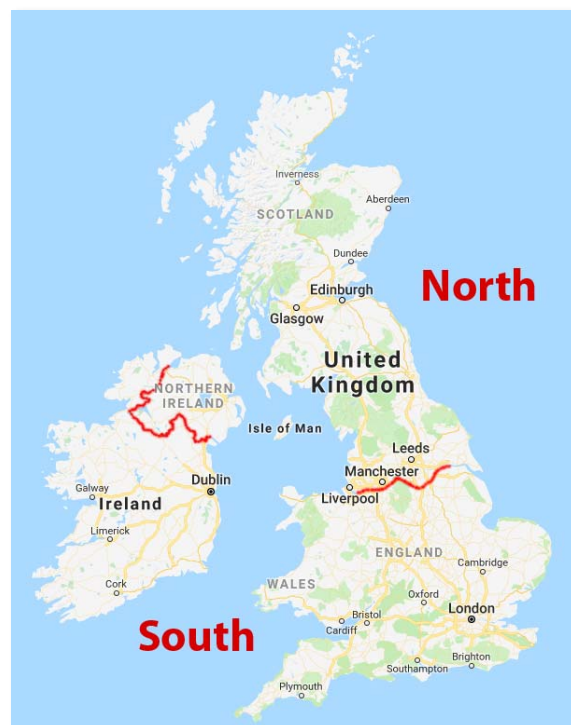 Inverness
Aberdeen
SCOTLAND
Dundee
North
Edinburgh
Glasgow
United
Kingdom
NORTHERN
IRELAND
Isle of Man
Leeds
Manchester
Liverpool
Dublin
Galway
Ireland
Limerick
ENGLAND
Cambridge
WALES
Cork
Oxford
London
Bristol
Cardiff
South
Brighton
Southampton
Plymouth